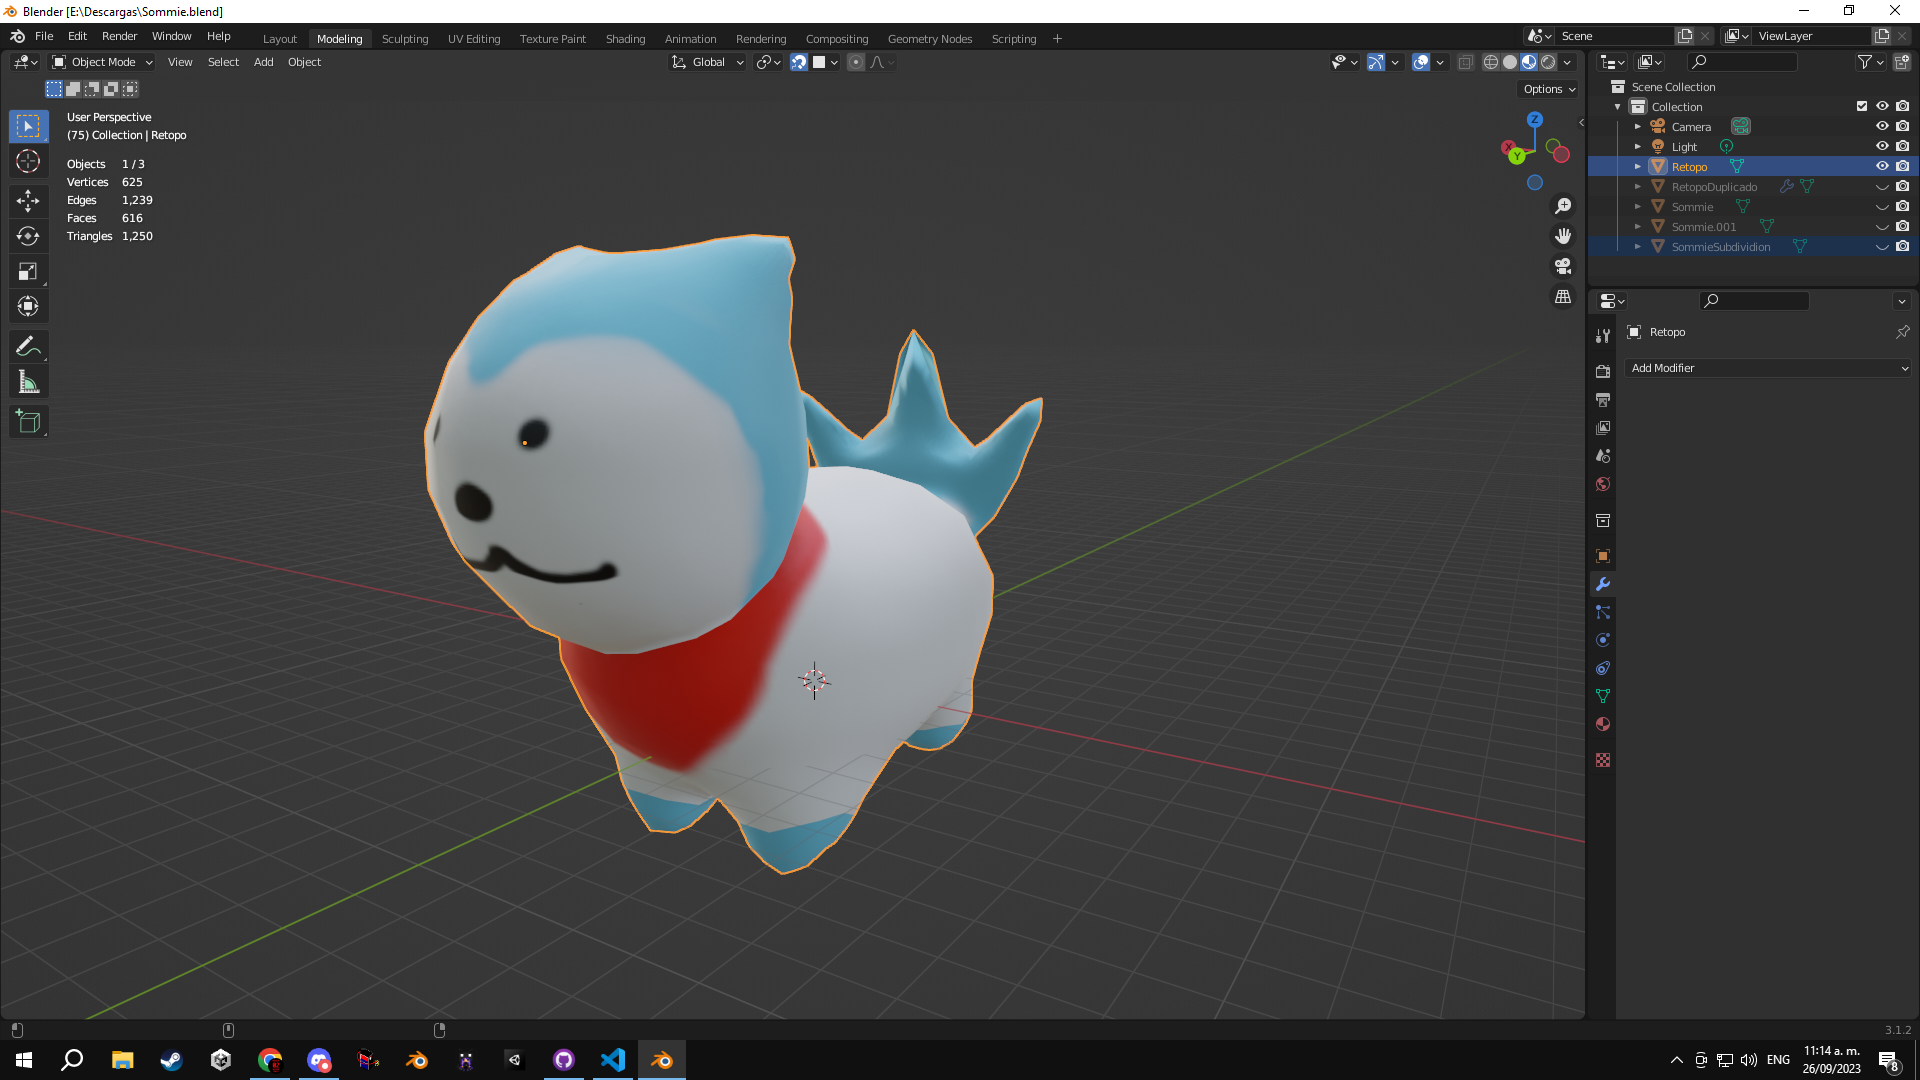 Blender [E:\Descargas\Sommie.blend]
File Edit Render Window Help Layout Modeling Sculpting UV Editing Texture Paint Shading Animation Rendering Compositing Geometry Nodes Scripting + Scene ViewLayer
Object Mode View Select Add Object Global
Options
User Perspective
(75) Collection | Retopo
Objects 1 / 3
Vertices 625
Edges 1,239
Faces 616
Triangles 1,250
Z
X
Y
Scene Collection
Collection
Camera
Light
Retopo
RetopoDuplicado
Sommie
Sommie.001
SommieSubdividion
Retopo
Add Modifier
3.1.2
ENG
11:14 a. m.
26/09/2023
8